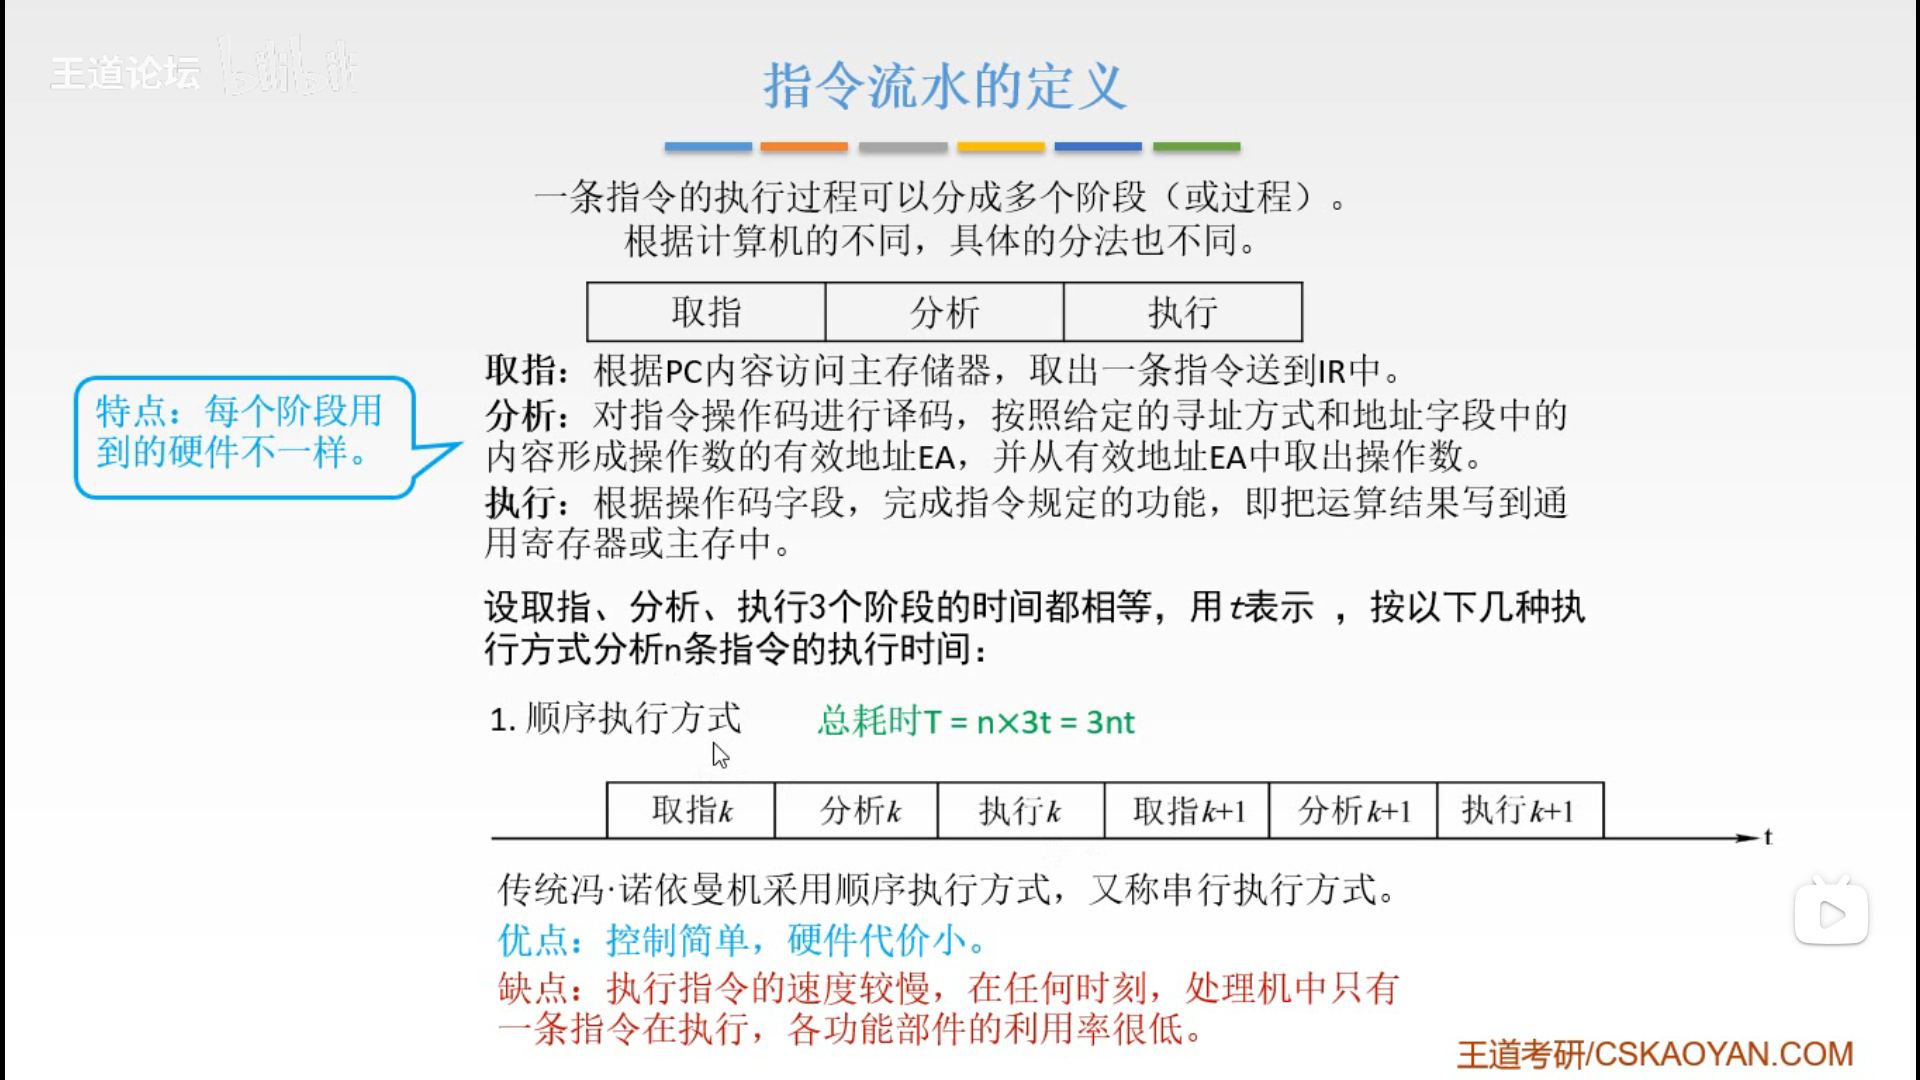 王道论坛 bilibili
指令流水的定义
一条指令的执行过程可以分成多个阶段（或过程）。
根据计算机的不同，具体的分法也不同。
取指 分析 执行
特点：每个阶段用
到的硬件不一样。
取指：根据PC内容访问主存储器，取出一条指令送到IR中。
分析：对指令操作码进行译码，按照给定的寻址方式和地址字段中的
内容形成操作数的有效地址EA，并从有效地址EA中取出操作数。
执行：根据操作码字段，完成指令规定的功能，即把运算结果写到通
用寄存器或主存中。
设取指、分析、执行3个阶段的时间都相等，用t表示 ，按以下几种执
行方式分析n条指令的执行时间：
1. 顺序执行方式 总耗时T = n×3t = 3nt
取指k 分析k 执行k 取指k+1 分析k+1 执行k+1
t
传统冯·诺依曼机采用顺序执行方式，又称串行执行方式。
优点：控制简单，硬件代价小。
缺点：执行指令的速度较慢，在任何时刻，处理机中只有
一条指令在执行，各功能部件的利用率很低。
王道考研/CSKAOYAN.COM